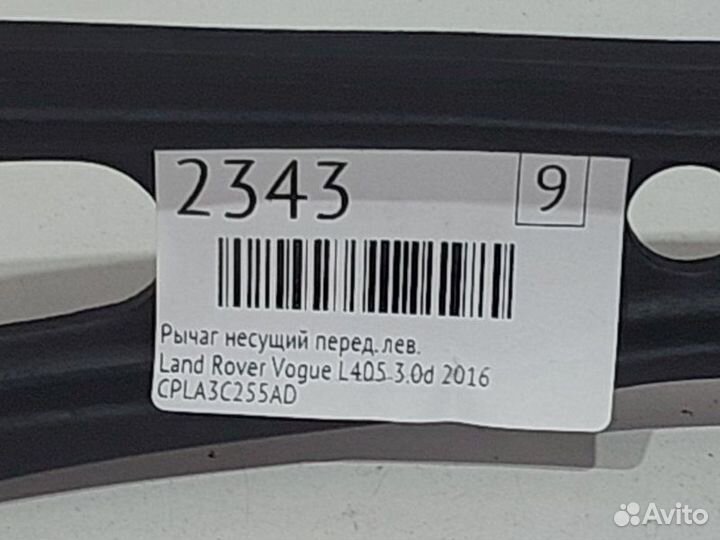 2343
9
Рычаг несущий перед. лев.
Land Rover Vogue L405 3.0d 2016
CPLA3C255AD
Avito